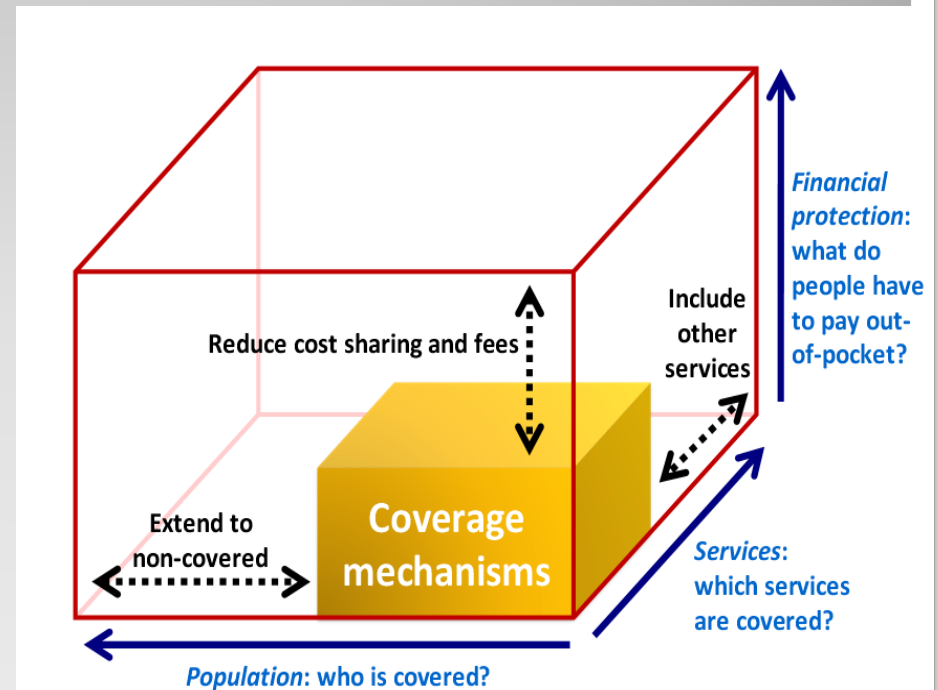 Financial
protection:
what do
people have
to pay out-
of-pocket?
Include
other
services
Reduce cost sharing and fees
Coverage
mechanisms
Extend to
non-covered
Services:
which services
are covered?
Population: who is covered?